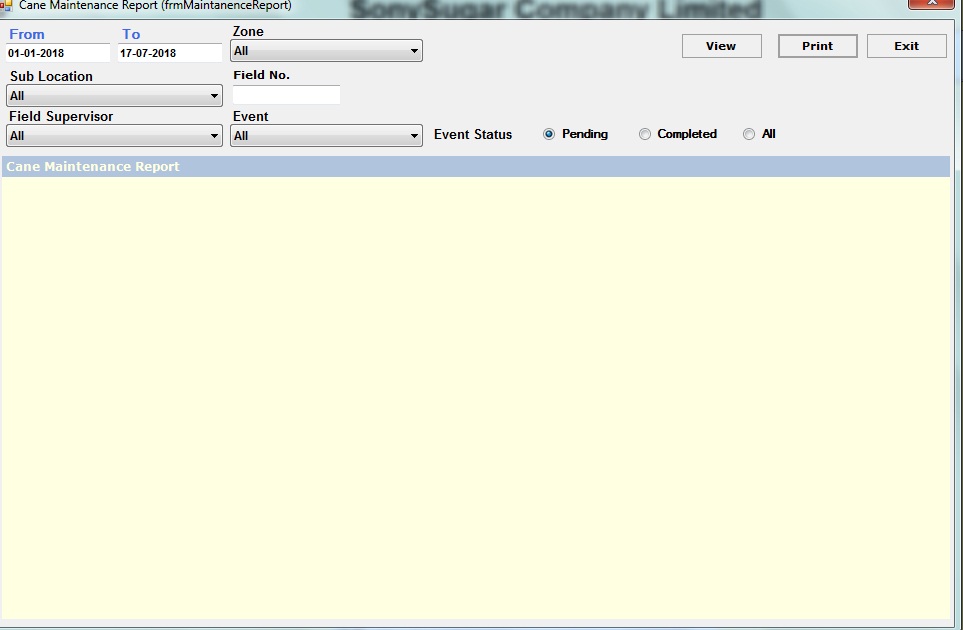 Cane Maintenance Report (frmMaintanenceReport)
SonySugar Company Limited
From To Zone
01-01-2018 17-07-2018 All
View Print Exit
Sub Location Field No.
All
Field Supervisor Event
All All Event Status Pending Completed All
Cane Maintenance Report